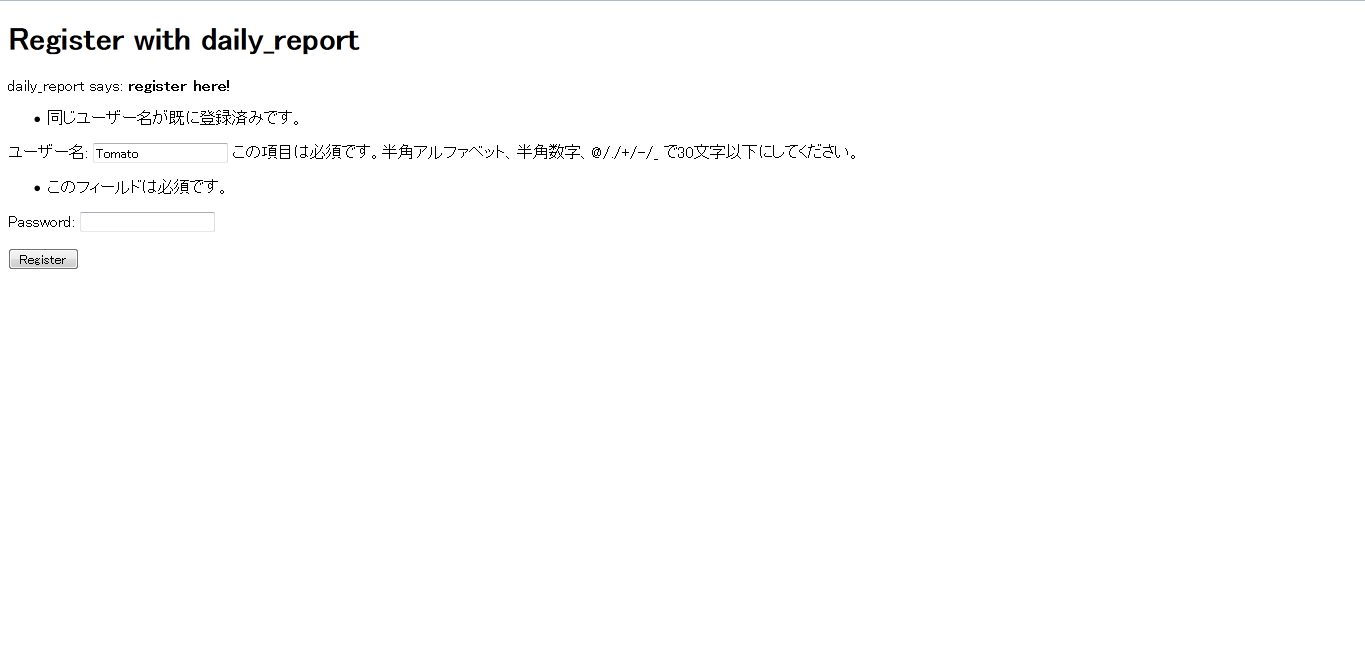 Register with daily_report
daily_report says: register here!
• 同じユーザー名が既に登録済みです。
ユーザー名: Tomato この項目は必須です。半角アルファベット、半角数字、@/./+/-/_ で30文字以下にしてください。
• このフィールドは必須です。
Password:
Register